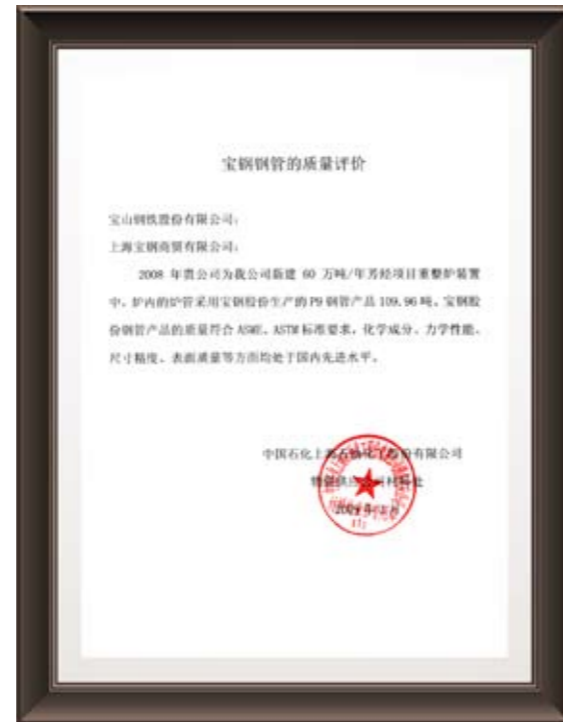 宝钢钢管的质量评价
宝山钢铁股份有限公司:
上海宝钢商贸有限公司:
2008 年贵公司为我公司新建 60 万吨/年芳烃项目重整炉装置
中，炉内的炉管采用宝钢股份生产的 P9 钢管产品 109.96 吨。宝钢股
份钢管产品的质量符合 ASME、ASTM 标准要求，化学成分、力学性能、
尺寸精度、表面质量等方面均处于国内先进水平。
中国石化上海石油化工股份有限公司